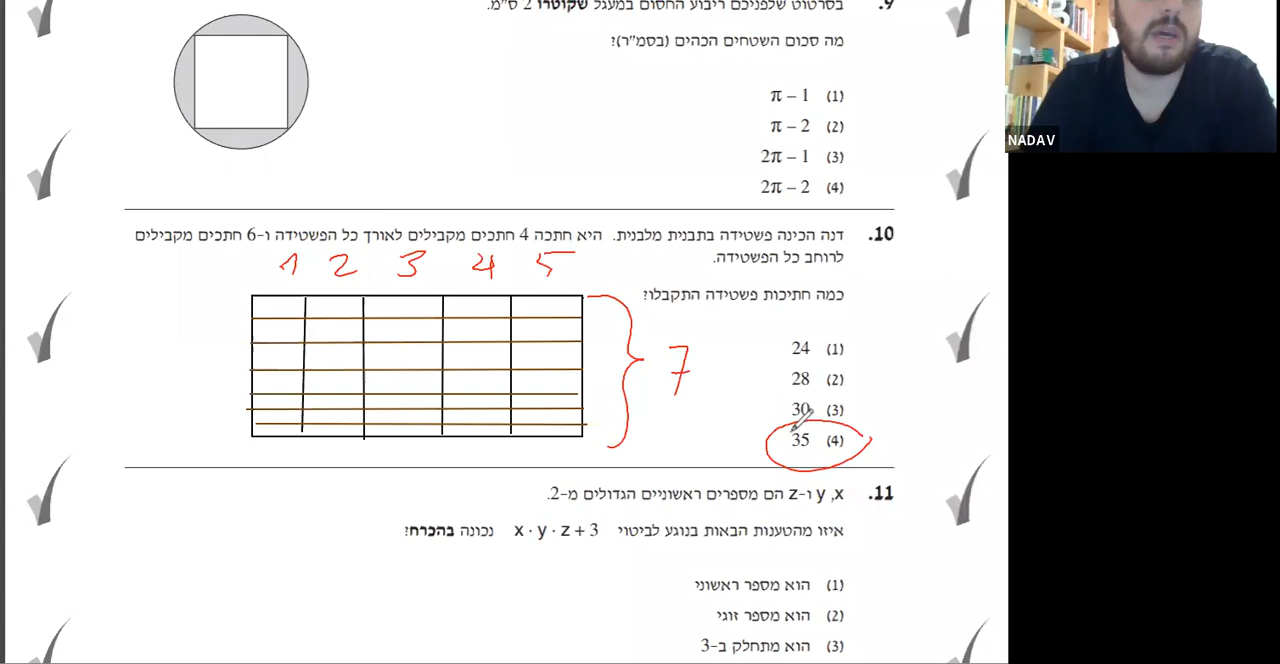 9. בסרטוט שלפניכם ריבוע החסום במעגל שקוטרו 2 ס"מ.
מה סכום השטחים הכהים (בסמ"ר)?
(1) π – 1
(2) π – 2
(3) 2π – 1
(4) 2π – 2
10. דנה הכינה פשטידה בתבנית מלבנית. היא חתכה 4 חתכים מקבילים לאורך כל הפשטידה ו-6 חתכים מקבילים
לרוחב כל הפשטידה.
1 2 3 4 5
כמה חתיכות פשטידה התקבלו?
7
(1) 24
(2) 28
(3) 30
(4) 35
11. x, y ו-z הם מספרים ראשוניים הגדולים מ-2.
איזו מהטענות הבאות בנוגע לביטוי x · y · z + 3 נכונה בהכרח?
(1) הוא מספר ראשוני
(2) הוא מספר זוגי
(3) הוא מתחלק ב-3
NADAV